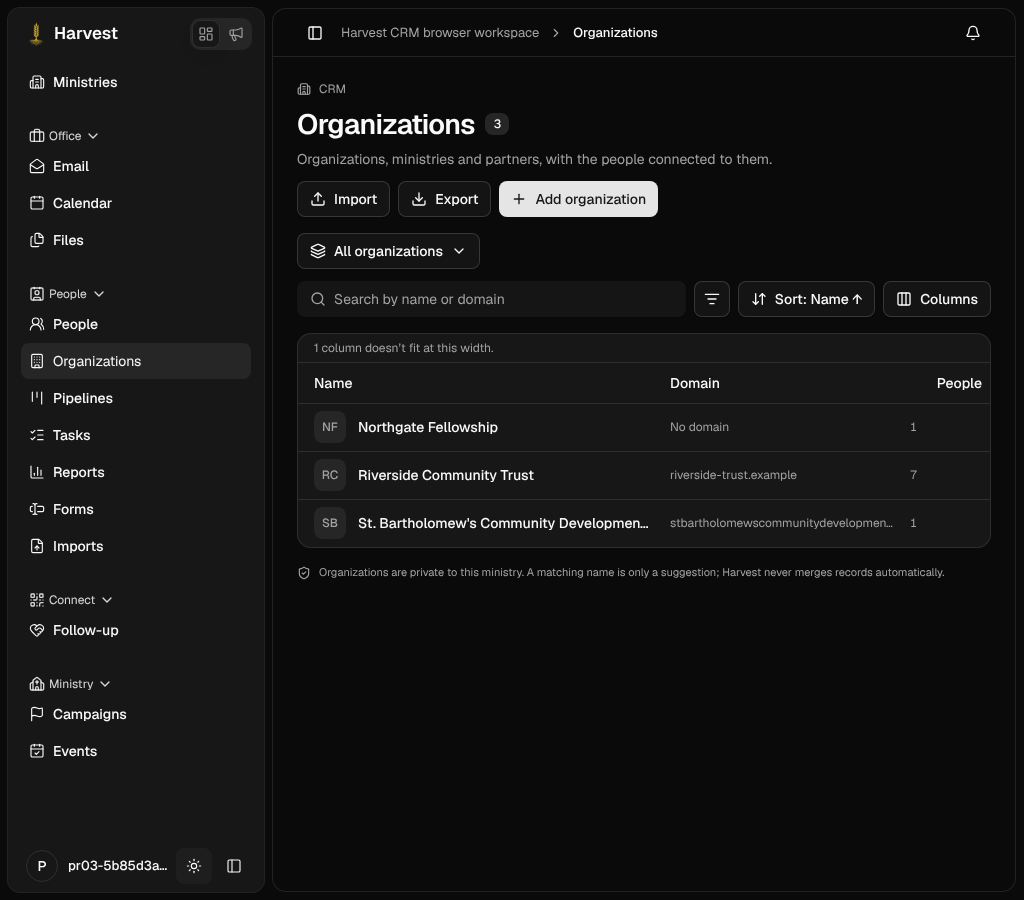 Harvest
Ministries
Office
Email
Calendar
Files
People
People
Organizations
Pipelines
Tasks
Reports
Forms
Imports
Connect
Follow-up
Ministry
Campaigns
Events
P pr03-5b85d3a...
Harvest CRM browser workspace > Organizations
CRM
Organizations 3
Organizations, ministries and partners, with the people connected to them.
Import Export + Add organization
All organizations
Search by name or domain Sort: Name ↑ Columns
1 column doesn't fit at this width.
Name Domain People
NF Northgate Fellowship No domain 1
RC Riverside Community Trust riverside-trust.example 7
SB St. Bartholomew's Community Developmen... stbartholomewscommunitydevelopmen... 1
Organizations are private to this ministry. A matching name is only a suggestion; Harvest never merges records automatically.